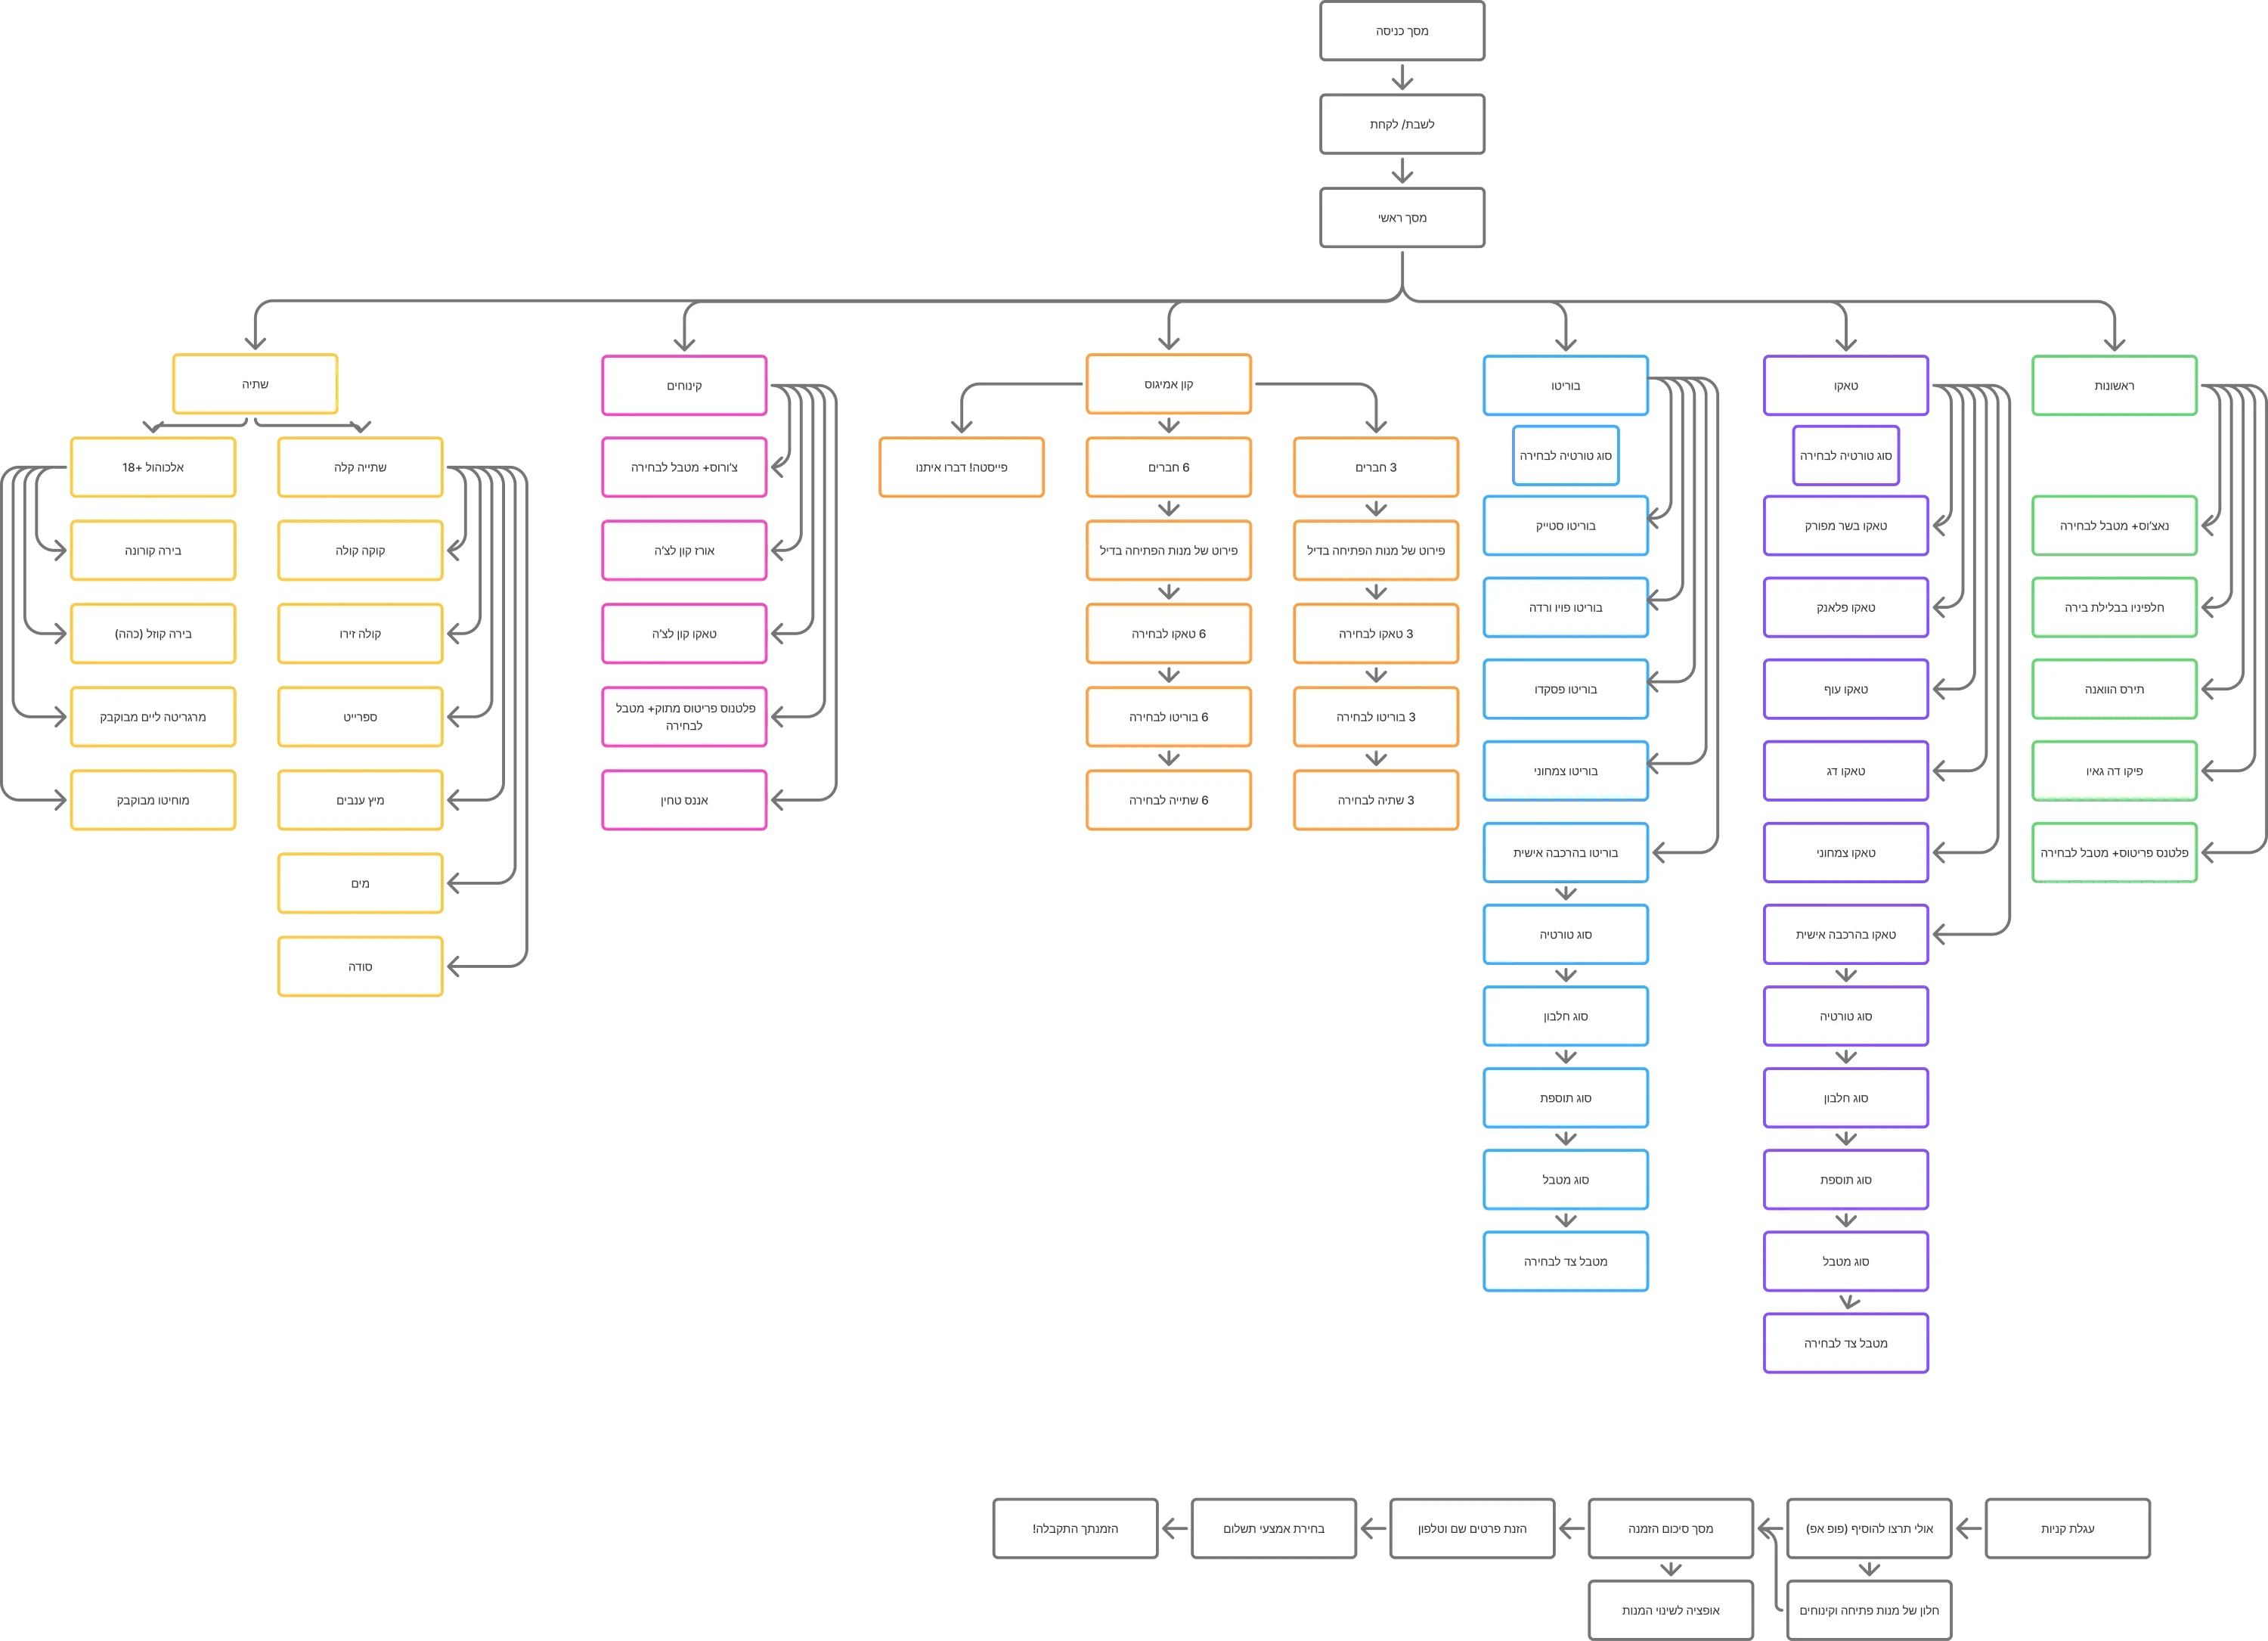 מסך כניסה
לשבת/ לקחת
מסך ראשי
ראשונות
נאצ'וס+ מטבל לבחירה
חלפיניו בבלילת בירה
תירס הוואנה
פיקו דה גאיו
פלטנס פריטוס+ מטבל לבחירה
טאקו
סוג טורטיה לבחירה
טאקו בשר מפורק
טאקו פלאנק
טאקו עוף
טאקו דג
טאקו צמחוני
טאקו בהרכבה אישית
סוג טורטיה
סוג חלבון
סוג תוספת
סוג מטבל
מטבל צד לבחירה
בוריטו
סוג טורטיה לבחירה
בוריטו סטייק
בוריטו פויו ורדה
בוריטו פסקדו
בוריטו צמחוני
בוריטו בהרכבה אישית
סוג טורטיה
סוג חלבון
סוג תוספת
סוג מטבל
מטבל צד לבחירה
קון אמיגוס
3 חברים
פירוט של מנות הפתיחה בדיל
3 טאקו לבחירה
3 בוריטו לבחירה
3 שתיה לבחירה
6 חברים
פירוט של מנות הפתיחה בדיל
6 טאקו לבחירה
6 בוריטו לבחירה
6 שתייה לבחירה
פייסטה! דברו איתנו
קינוחים
צ'ורוס+ מטבל לבחירה
אורז קון לצ'ה
טאקו קון לצ'ה
פלטנוס פריטוס מתוק+ מטבל
לבחירה
אננס טחין
שתיה
שתייה קלה
קוקה קולה
קולה זירו
ספרייט
מיץ ענבים
מים
סודה
אלכוהול +18
בירה קורונה
בירה קוזל (כהה)
מרגריטה ליים מבוקבק
מוחיטו מבוקבק
עגלת קניות
אולי תרצו להוסיף (פופ אפ)
מסך סיכום הזמנה
הזנת פרטים שם וטלפון
בחירת אמצעי תשלום
הזמנתך התקבלה!
חלון של מנות פתיחה וקינוחים
אופציה לשינוי המנות